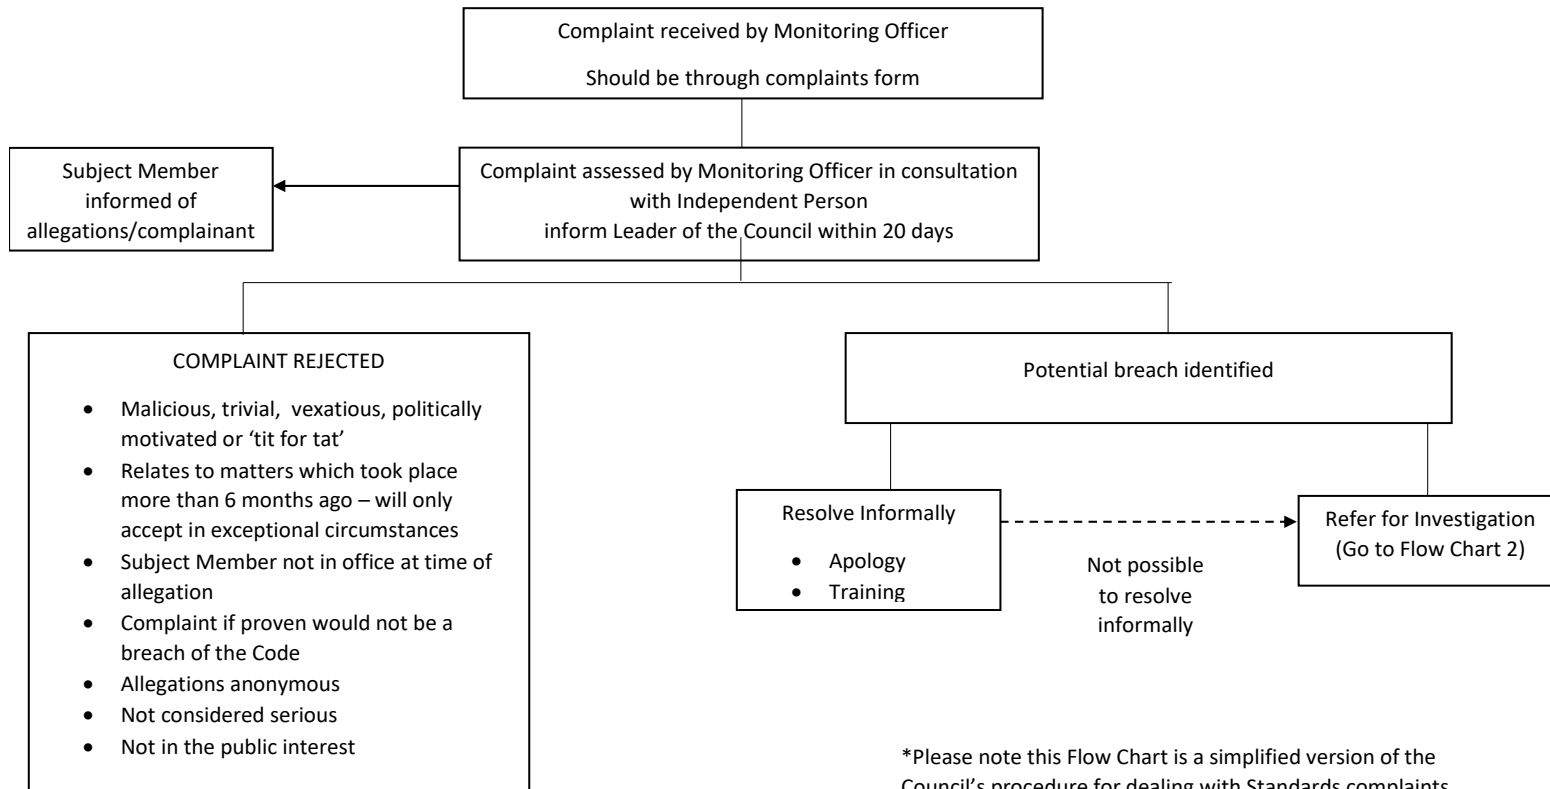 Complaint received by Monitoring Officer
Should be through complaints form
Subject Member
informed of
allegations/complainant
Complaint assessed by Monitoring Officer in consultation
with Independent Person
inform Leader of the Council within 20 days
COMPLAINT REJECTED
• Malicious, trivial, vexatious, politically
motivated or ‘tit for tat’
• Relates to matters which took place
more than 6 months ago – will only
accept in exceptional circumstances
• Subject Member not in office at time of
allegation
• Complaint if proven would not be a
breach of the Code
• Allegations anonymous
• Not considered serious
• Not in the public interest
Potential breach identified
Resolve Informally
• Apology
• Training
Not possible
to resolve
informally
Refer for Investigation
(Go to Flow Chart 2)
*Please note this Flow Chart is a simplified version of the
Council’s procedure for dealing with Standards complaints